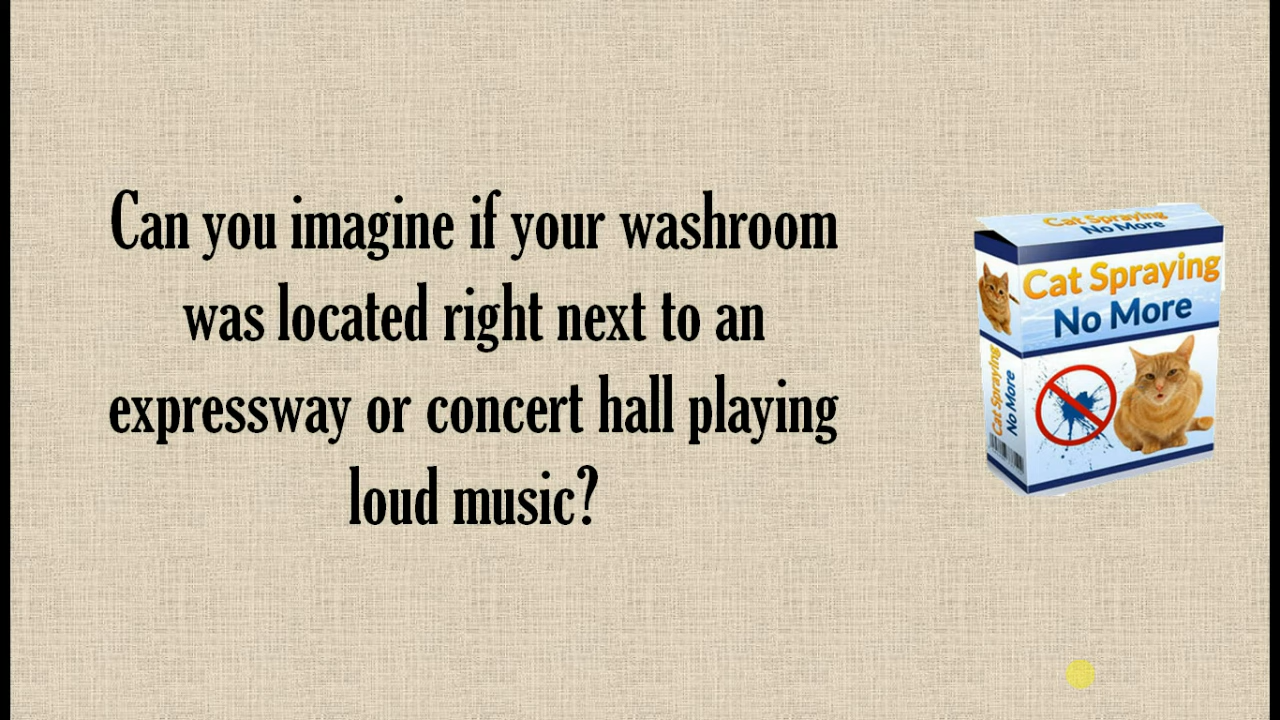 Can you imagine if your washroom
was located right next to an
expressway or concert hall playing
loud music?
Cat Spraying
No More
Cat Spraying
No More
Cat Spraying
No More